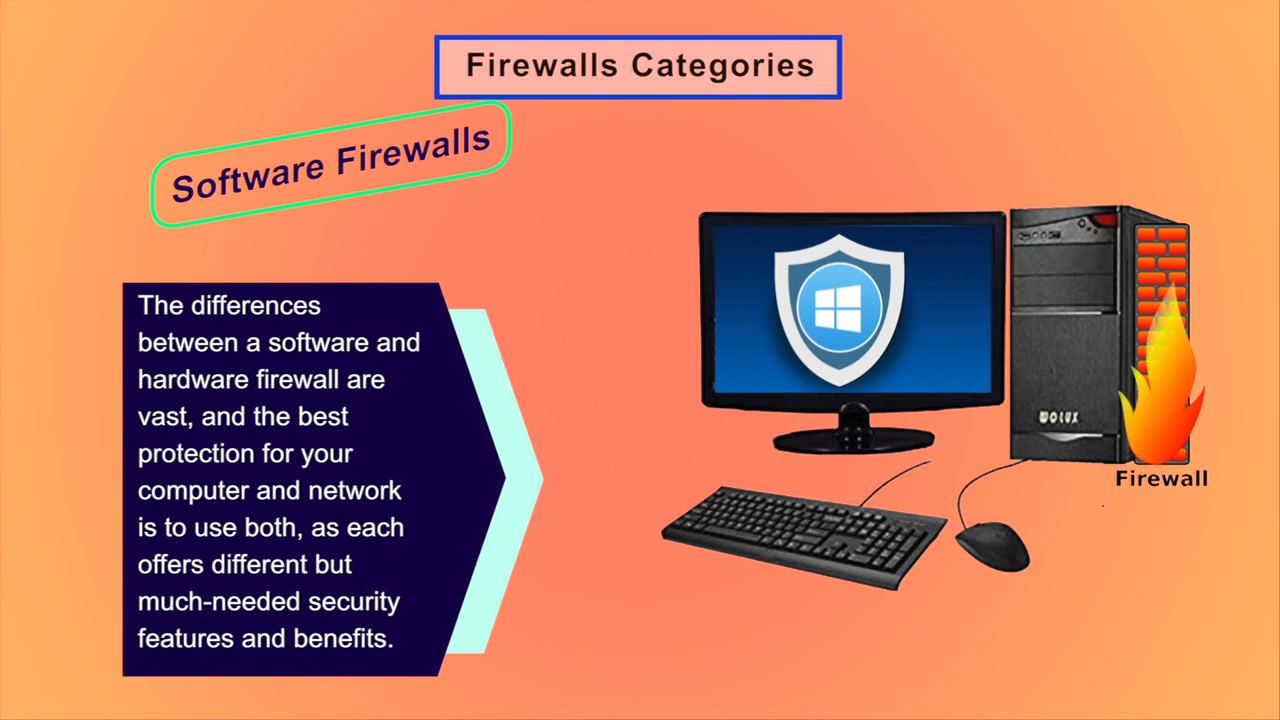 Firewalls Categories
Software Firewalls
The differences
between a software and
hardware firewall are
vast, and the best
protection for your
computer and network
is to use both, as each
offers different but
much-needed security
features and benefits.
Firewall